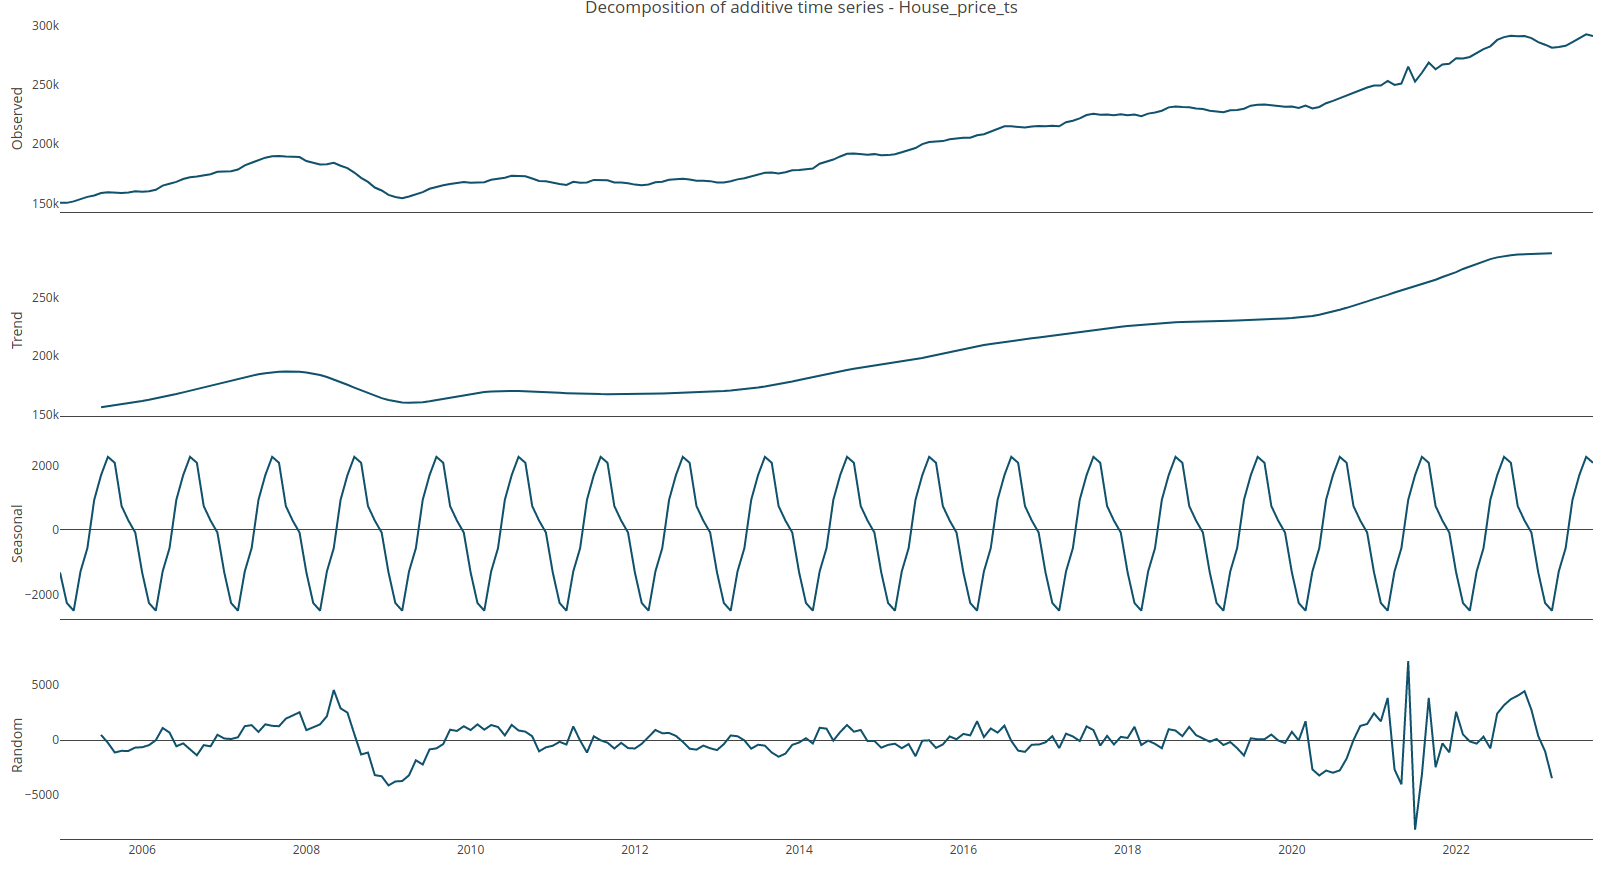 Decomposition of additive time series - House_price_ts
Observed
300k
250k
200k
150k
Trend
250k
200k
150k
Seasonal
2000
0
−2000
Random
5000
0
−5000
2006 2008 2010 2012 2014 2016 2018 2020 2022